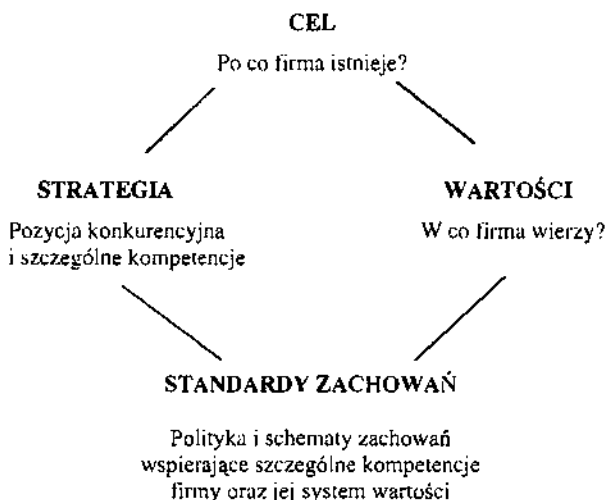 CEL
Po co firma istnieje?
STRATEGIA
Pozycja konkurencyjna
i szczególne kompetencje
WARTOŚCI
W co firma wierzy?
STANDARDY ZACHOWAŃ
Polityka i schematy zachowań
wspierające szczególne kompetencje
firmy oraz jej system wartości